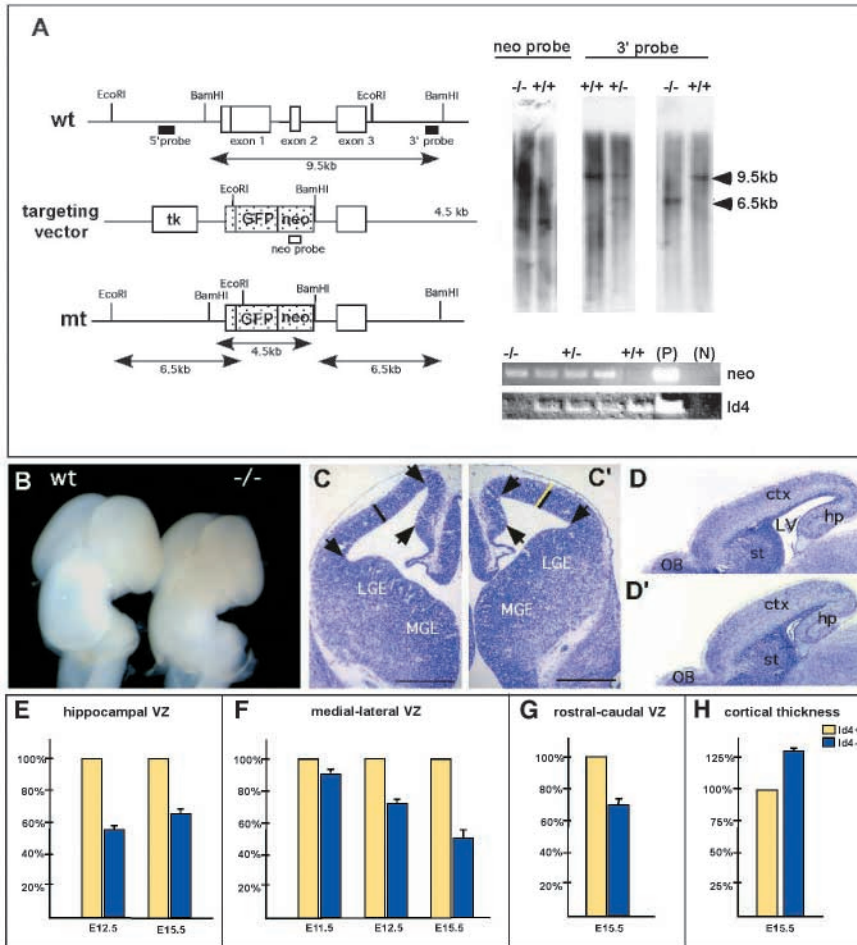 A
neo probe 3' probe
-/- +/+ +/+ +/- -/- +/+
EcoRI BamHI EcoRI BamHI
wt
5'probe exon 1 exon 2 exon 3 3' probe
9.5kb
9.5kb
6.5kb
EcoRI BamHI
targeting vector tk GFP neo 4.5 kb
neo probe
EcoRI BamHI EcoRI BamHI BamHI
mt GFP neo
6.5kb 4.5kb 6.5kb
-/- +/- +/+ (P) (N)
neo
Id4
B wt -/-
C LGE MGE
C' LGE MGE
D ctx LV hp st OB
D' ctx hp st OB
E hippocampal VZ
100%
80%
60%
40%
20%
E12.5 E15.5
F medial-lateral VZ
100%
80%
60%
40%
20%
E11.5 E12.5 E15.5
G rostral-caudal VZ
100%
80%
60%
40%
20%
E15.5
H cortical thickness
Id4+
Id4-
125%
100%
125%
50%
25%
E15.5